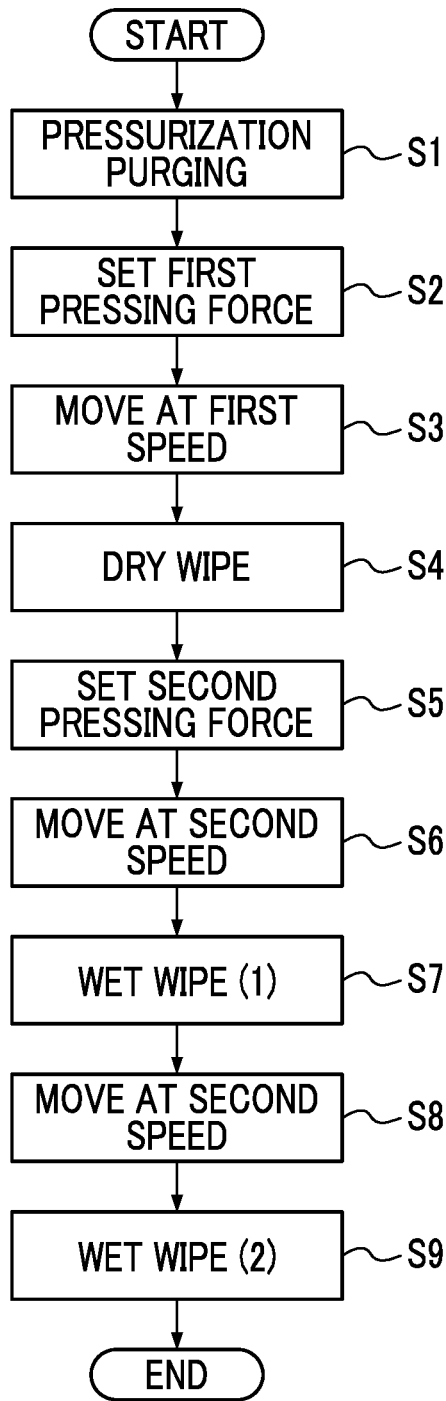 START
PRESSURIZATION
PURGING
S1
SET FIRST
PRESSING FORCE
S2
MOVE AT FIRST
SPEED
S3
DRY WIPE
S4
SET SECOND
PRESSING FORCE
S5
MOVE AT SECOND
SPEED
S6
WET WIPE (1)
S7
MOVE AT SECOND
SPEED
S8
WET WIPE (2)
S9
END